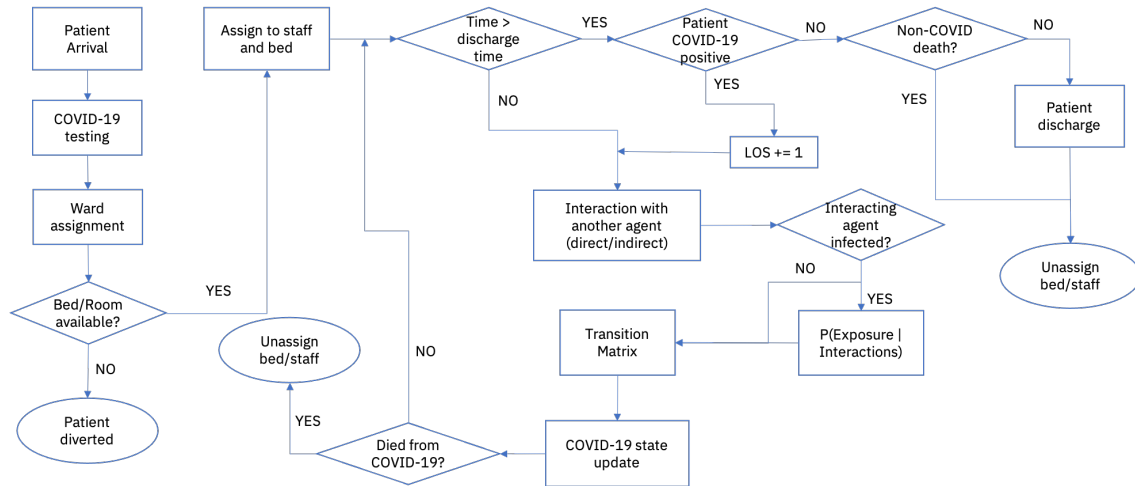 Patient
Arrival
COVID-19
testing
Ward
assignment
Bed/Room
available?
YES
NO
Patient
diverted
Assign to staff
and bed
Time >
discharge
time
YES
NO
Patient
COVID-19
positive
NO
YES
LOS += 1
Non-COVID
death?
NO
YES
Patient
discharge
Unassign
bed/staff
Interaction with
another agent
(direct/indirect)
Interacting
agent
infected?
NO
YES
P(Exposure |
Interactions)
Transition
Matrix
COVID-19 state
update
Died from
COVID-19?
NO
YES
Unassign
bed/staff